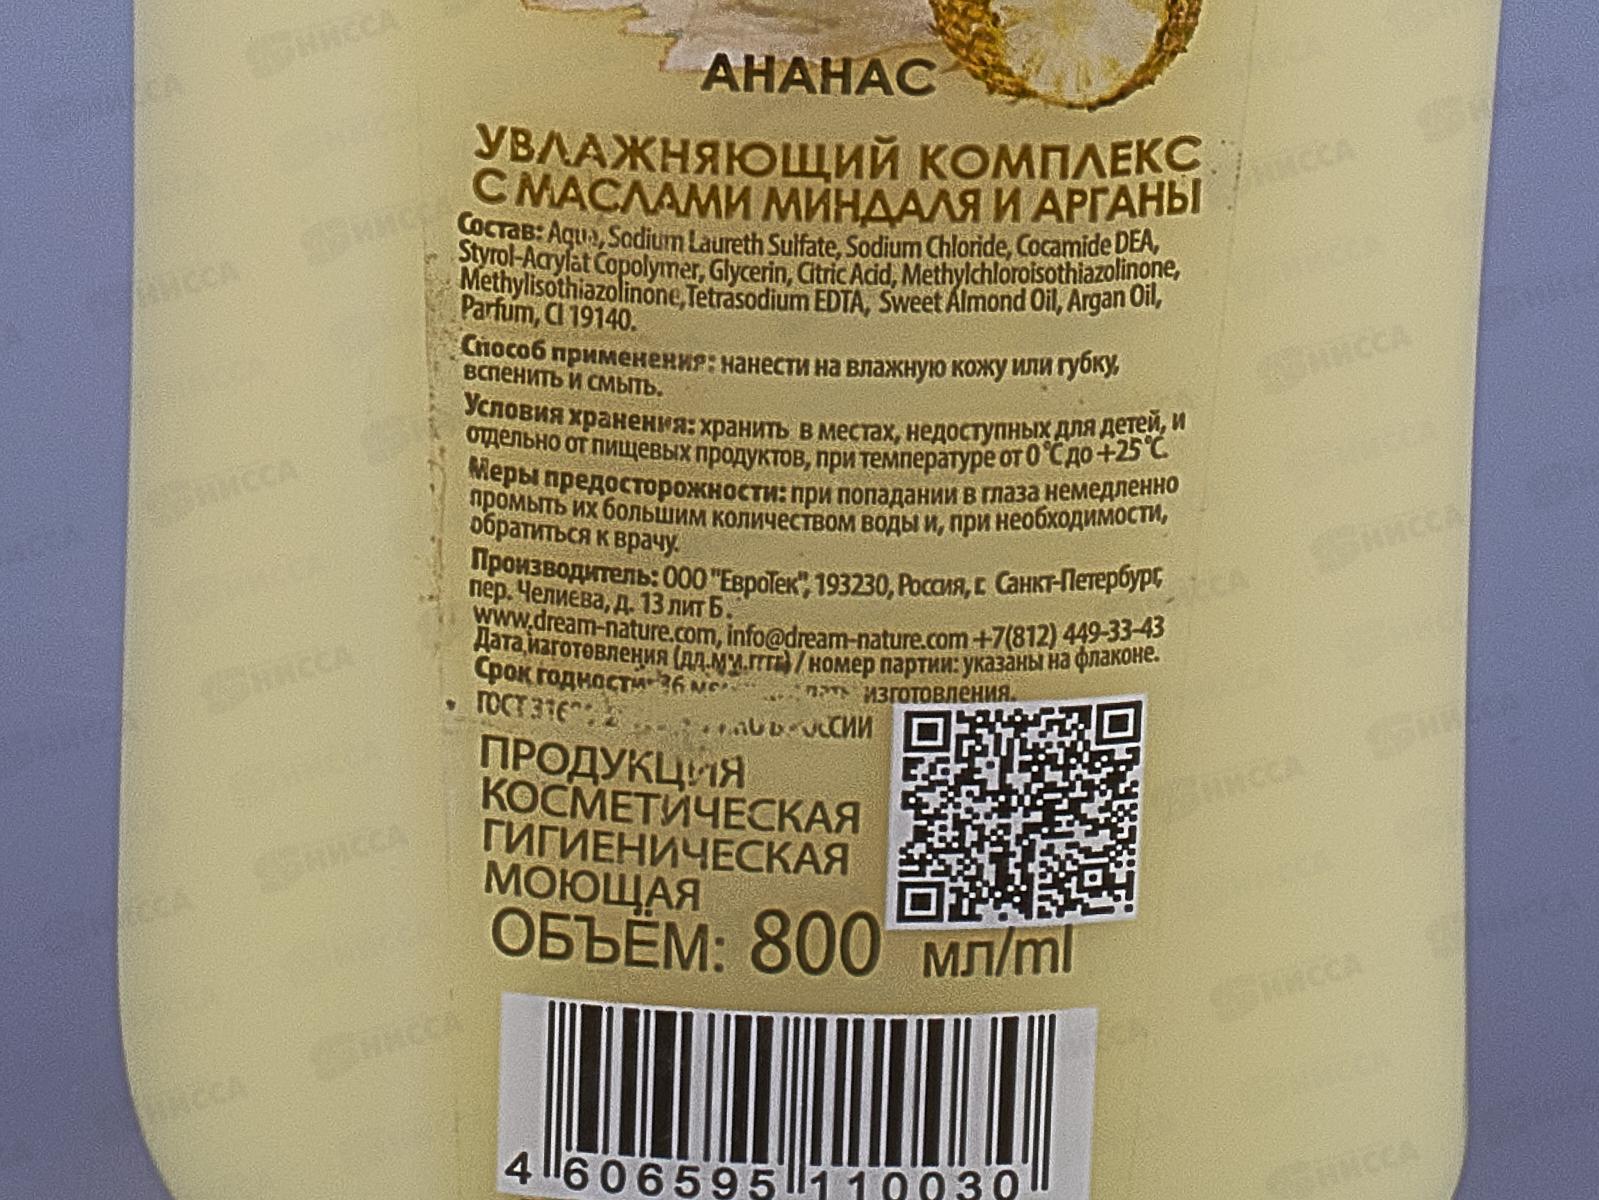 АНАНАС
УВЛАЖНЯЮЩИЙ КОМПЛЕКС
С МАСЛАМИ МИНДАЛЯ И АРГАНЫ
Состав: Aqua, Sodium Laureth Sulfate, Sodium Chloride, Cocamide DEA,
Styrol-Acrylat Copolymer, Glycerin, Citric Acid, Methylchloroisothiazolinone,
Methylisothiazolinone, Tetrasodium EDTA, Sweet Almond Oil, Argan Oil,
Parfum, CI 19140.
Способ применения: нанести на влажную кожу или губку,
вспенить и смыть.
Условия хранения: хранить в местах, недоступных для детей, и
отдельно от пищевых продуктов, при температуре от 0 °C до +25 °C.
Меры предосторожности: при попадании в глаза немедленно
промыть их большим количеством воды и, при необходимости,
обратиться к врачу.
Производитель: ООО "ЕвроТек", 193230, Россия, г. Санкт-Петербург,
пер. Челиева, д. 13 лит Б.
www.dream-nature.com, info@dream-nature.com +7(812) 449-33-43
Дата изготовления (дд.мм.гггг) / номер партии: указаны на флаконе.
Срок годности: 36 изготовления.
ГОСТ РОССИИ
ПРОДУКЦИЯ
КОСМЕТИЧЕСКАЯ
ГИГИЕНИЧЕСКАЯ
МОЮЩАЯ
ОБЪЁМ: 800 мл/ml
4 606595 110030
НИССА